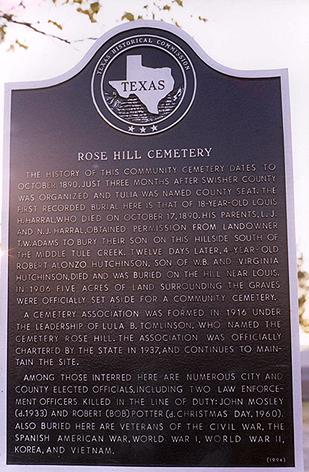 TEXAS HISTORICAL COMMISSION
TEXAS
ROSE HILL CEMETERY
THE HISTORY OF THIS COMMUNITY CEMETERY DATES TO
OCTOBER 1890, JUST THREE MONTHS AFTER SWISHER COUNTY
WAS ORGANIZED AND TULIA WAS NAMED COUNTY SEAT. THE
FIRST RECORDED BURIAL HERE IS THAT OF 18-YEAR-OLD LOUIS
H. HARRAL, WHO DIED ON OCTOBER 17, 1890. HIS PARENTS, L. J.
AND N. J. HARRAL, OBTAINED PERMISSION FROM LANDOWNER
T. W. ADAMS TO BURY THEIR SON ON THIS HILLSIDE SOUTH OF
THE MIDDLE TULE CREEK. TWELVE DAYS LATER, 4 YEAR-OLD
ROBERT ALONZO HUTCHINSON, SON OF W. B. AND VIRGINIA
HUTCHINSON, DIED AND WAS BURIED ON THE HILL NEAR LOUIS.
IN 1906 FIVE ACRES OF LAND SURROUNDING THE GRAVES
WERE OFFICIALLY SET ASIDE FOR A COMMUNITY CEMETERY.
A CEMETERY ASSOCIATION WAS FORMED IN 1916 UNDER
THE LEADERSHIP OF LULA B. TOMLINSON, WHO NAMED THE
CEMETERY ROSE HILL. THE ASSOCIATION WAS OFFICIALLY
CHARTERED BY THE STATE IN 1937, AND CONTINUES TO MAIN-
TAIN THE SITE.
AMONG THOSE INTERRED HERE ARE NUMEROUS CITY AND
COUNTY ELECTED OFFICIALS, INCLUDING TWO LAW ENFORCE-
MENT OFFICERS KILLED IN THE LINE OF DUTY: JOHN MOSLEY
(d. 1933) AND ROBERT (BOB) POTTER (d. CHRISTMAS DAY, 1960).
ALSO BURIED HERE ARE VETERANS OF THE CIVIL WAR, THE
SPANISH AMERICAN WAR, WORLD WAR I, WORLD WAR II,
KOREA, AND VIETNAM.
(1994)